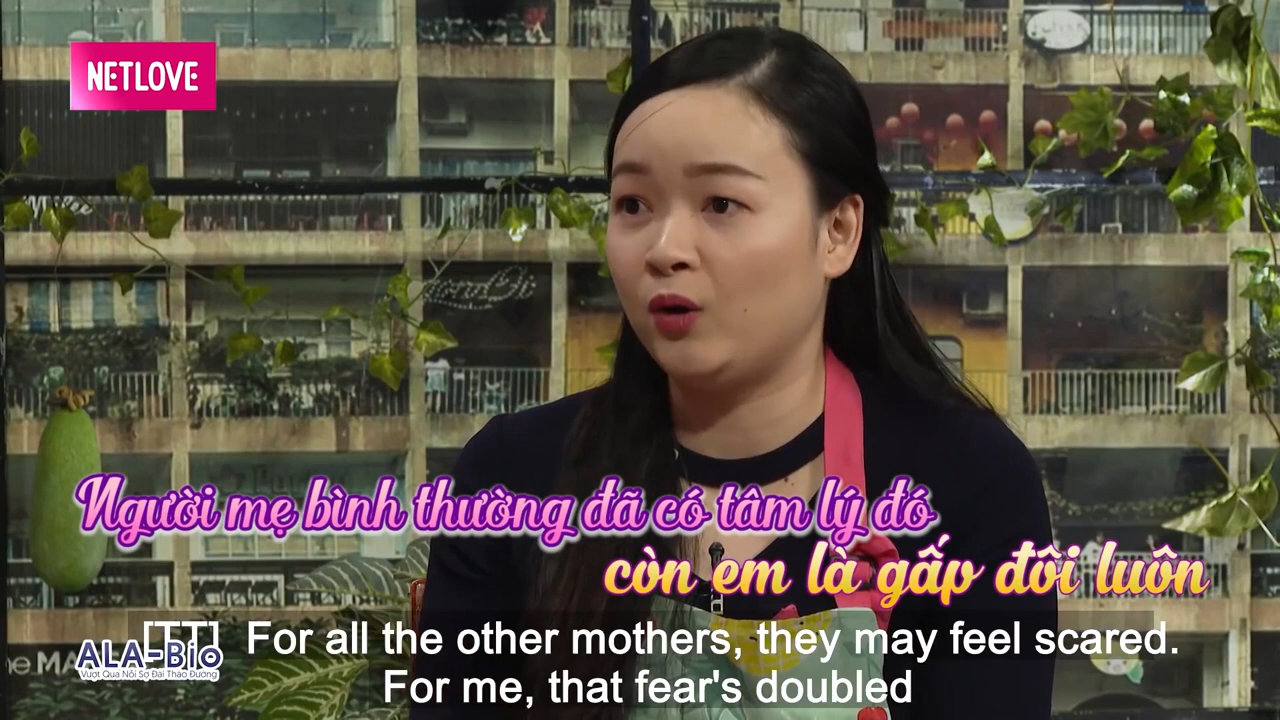 NETLOVE
Người mẹ bình thường đã có tâm lý đó
còn em là gấp đôi luôn
[TT] For all the other mothers, they may feel scared.
For me, that fear's doubled
ALA-Bio
Vượt Qua Nỗi Sợ Đái Tháo Đường